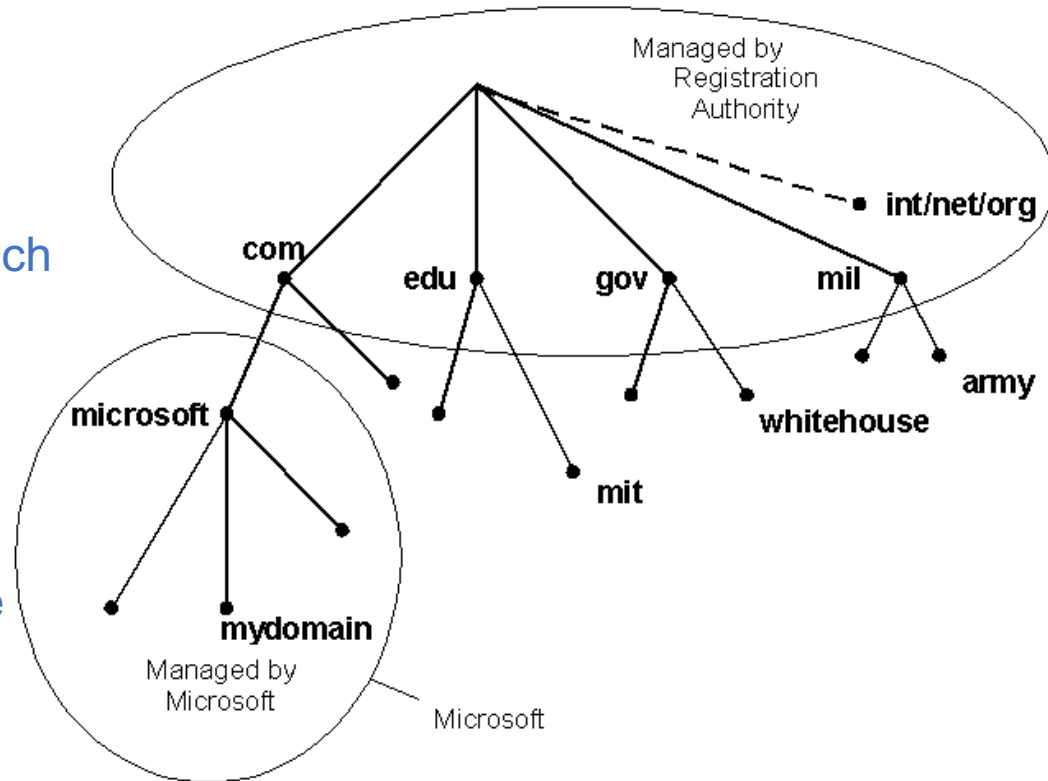 Managed by
Registration
Authority
int/net/org
com
edu
gov
mil
army
microsoft
whitehouse
mit
mydomain
Managed by
Microsoft
Microsoft